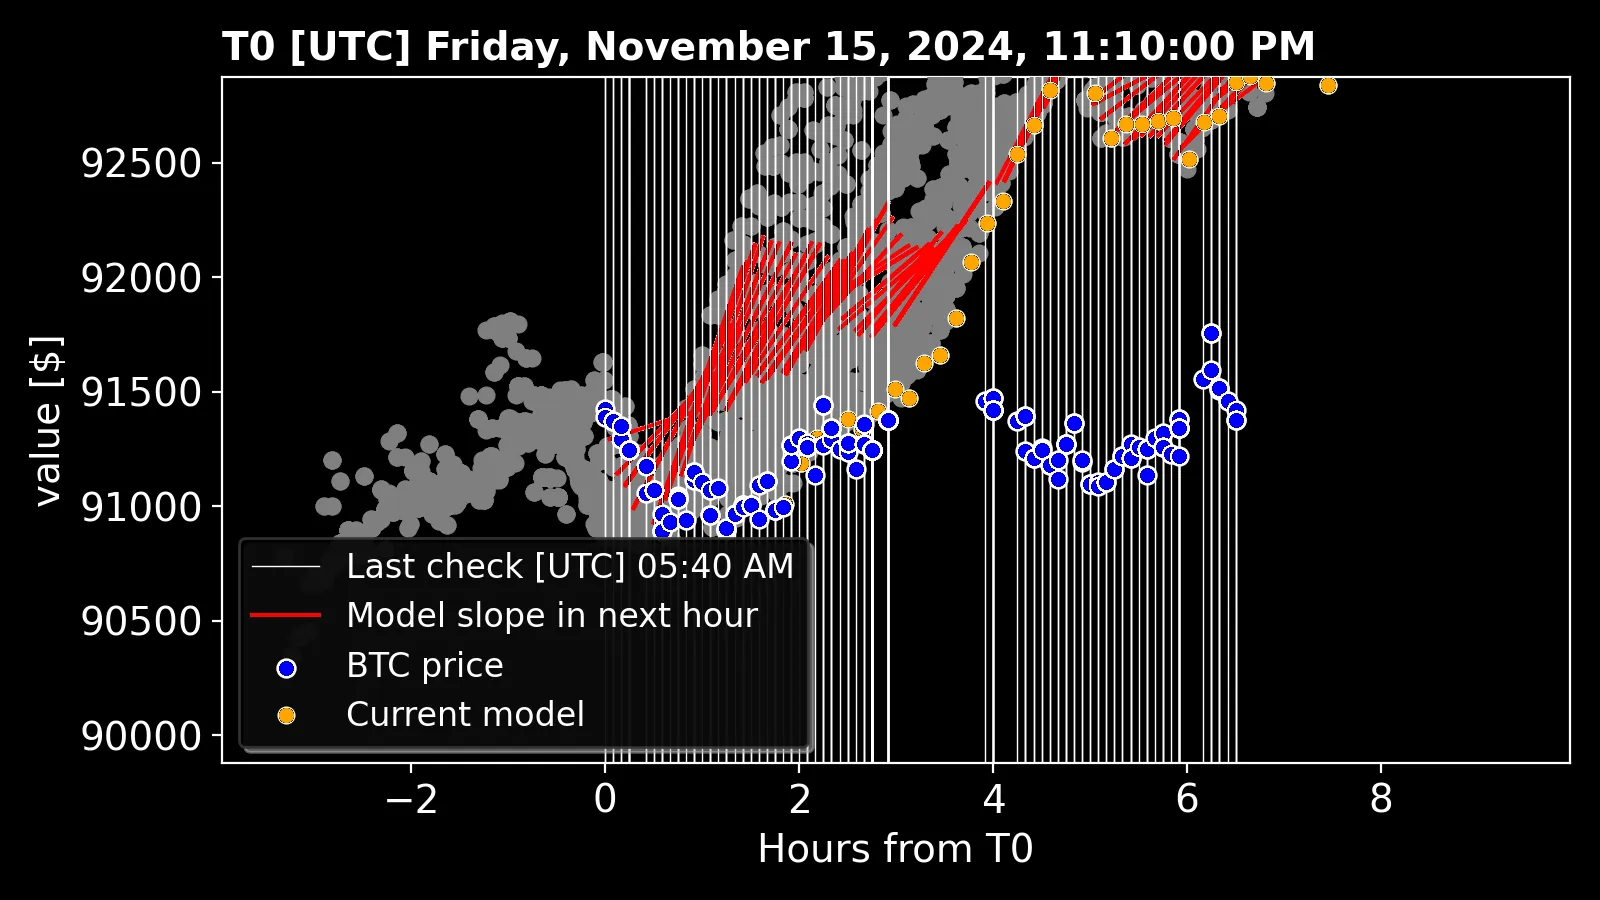 T0 [UTC] Friday, November 15, 2024, 11:10:00 PM
value [$]
92500
92000
91500
91000
90500
90000
Last check [UTC] 05:40 AM
Model slope in next hour
BTC price
Current model
−2 0 2 4 6 8
Hours from T0